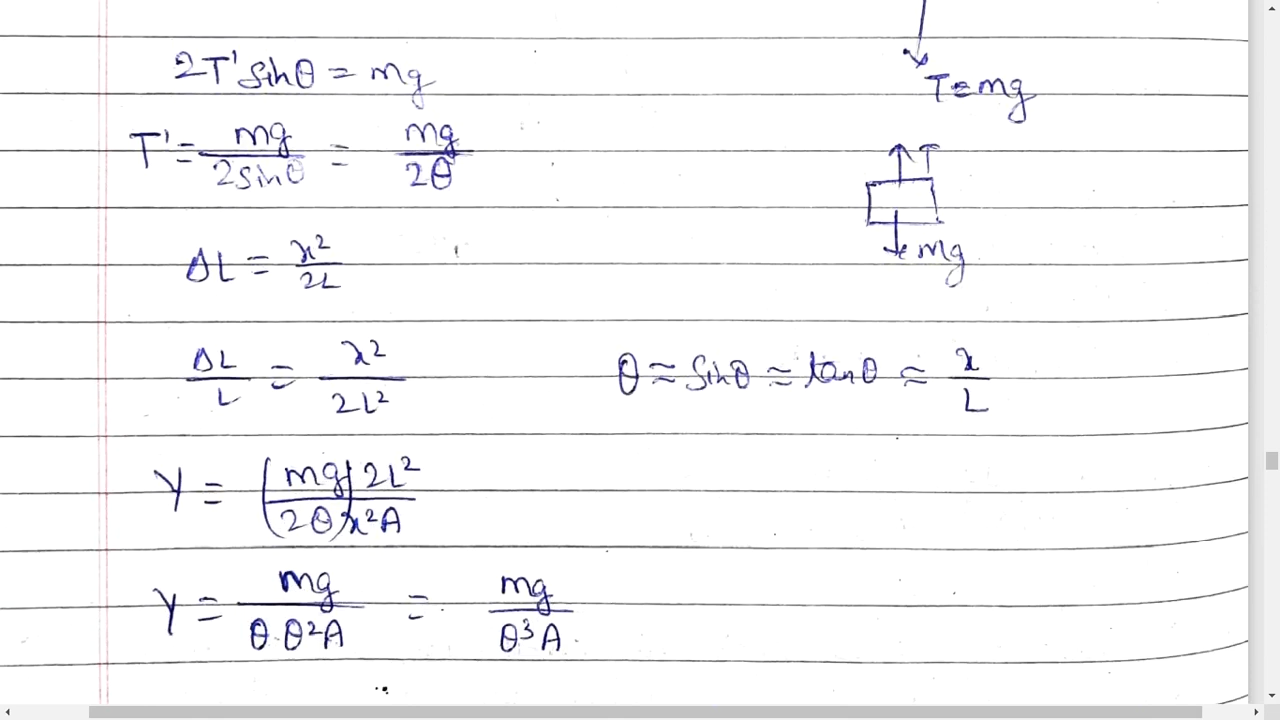 2T'sinθ = mg
T = mg
T' = mg/2sinθ = mg/2θ
T
mg
ΔL = x²/2L
ΔL/L = x²/2L²
θ ≈ sinθ ≈ tanθ ≈ x/L
Y = (mg/2θ) 2L²/x²A
Y = mg/θ·θ²A = mg/θ³A